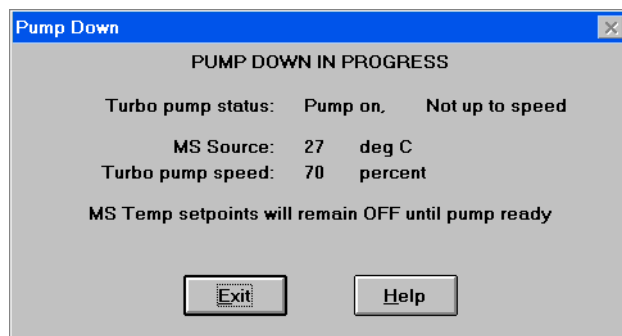 Pump Down
PUMP DOWN IN PROGRESS
Turbo pump status: Pump on, Not up to speed
MS Source: 27 deg C
Turbo pump speed: 70 percent
MS Temp setpoints will remain OFF until pump ready
Exit Help